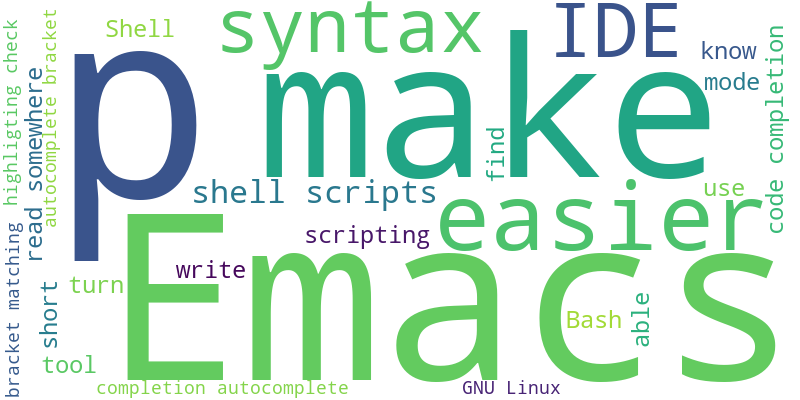 Shell
syntax
IDE
know
mode
p
make
find
highligting check
read somewhere
autocomplete bracket
code completion
shell scripts
use
easier
scripting
write
turn
Emacs
bracket matching
short
tool
Bash
able
completion autocomplete
GNU Linux